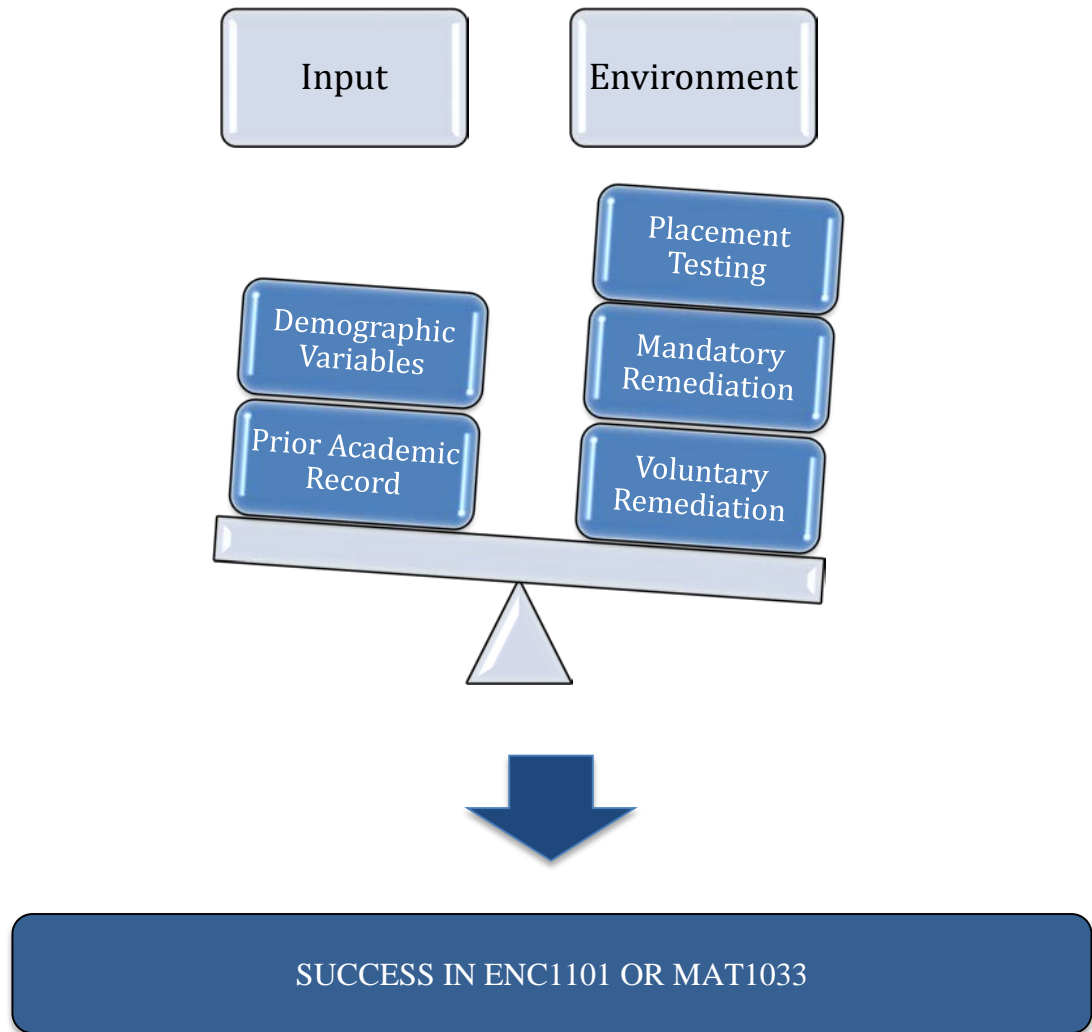 Input
Environment
Placement
Testing
Demographic
Variables
Mandatory
Remediation
Prior Academic
Record
Voluntary
Remediation
SUCCESS IN ENC1101 OR MAT1033